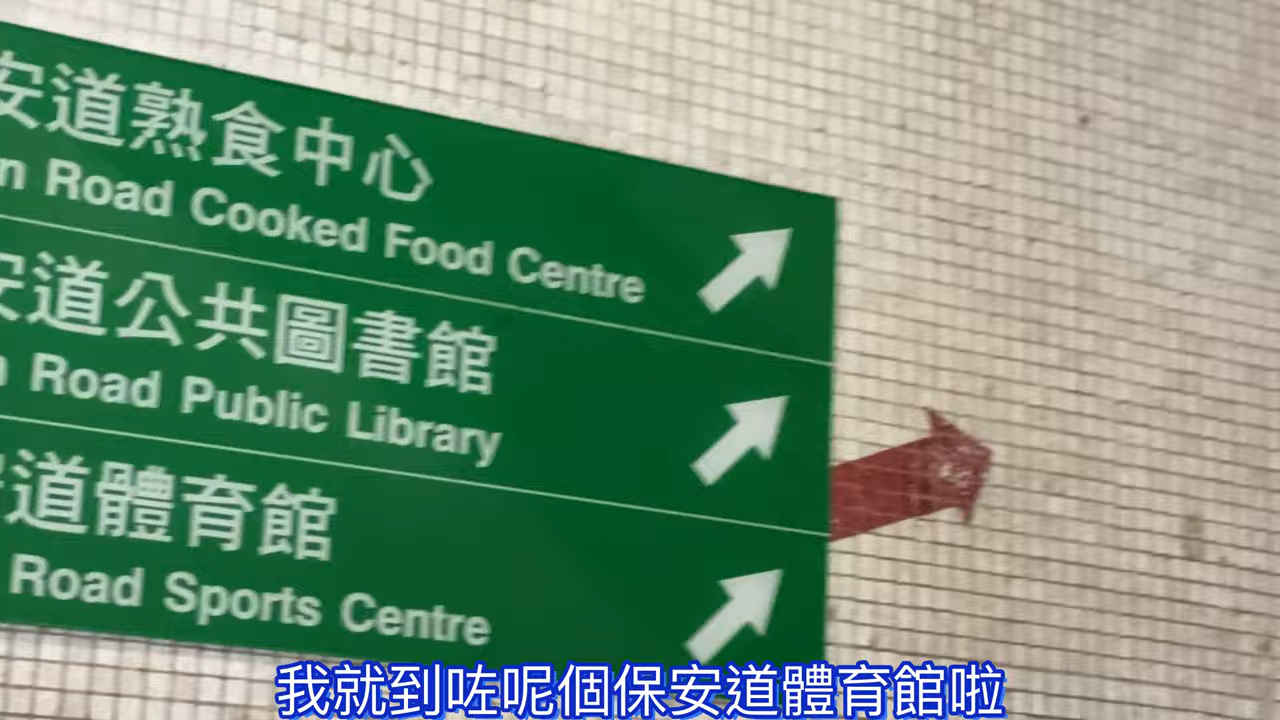 安道熟食中心
n Road Cooked Food Centre
安道公共圖書館
n Road Public Library
安道體育館
Road Sports Centre
我就到咗呢個保安道體育館啦